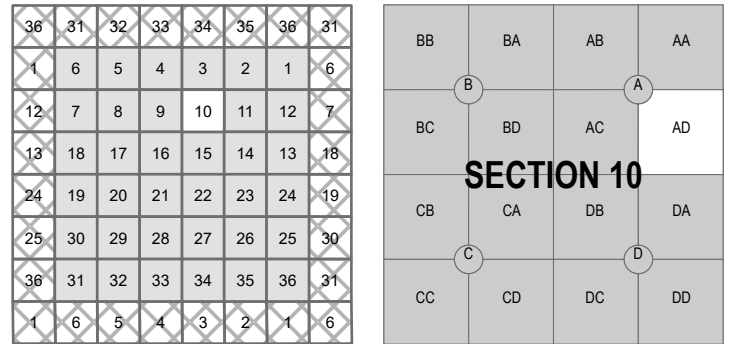 36 31 32 33 34 35 36 31
1 6 5 4 3 2 1 6
12 7 8 9 10 11 12 7
13 18 17 16 15 14 13 18
24 19 20 21 22 23 24 19
25 30 29 28 27 26 25 30
36 31 32 33 34 35 36 31
1 6 5 4 3 2 1 6
BB BA AB AA
B A
BC BD AC AD
SECTION 10
CB CA DB DA
C D
CC CD DC DD